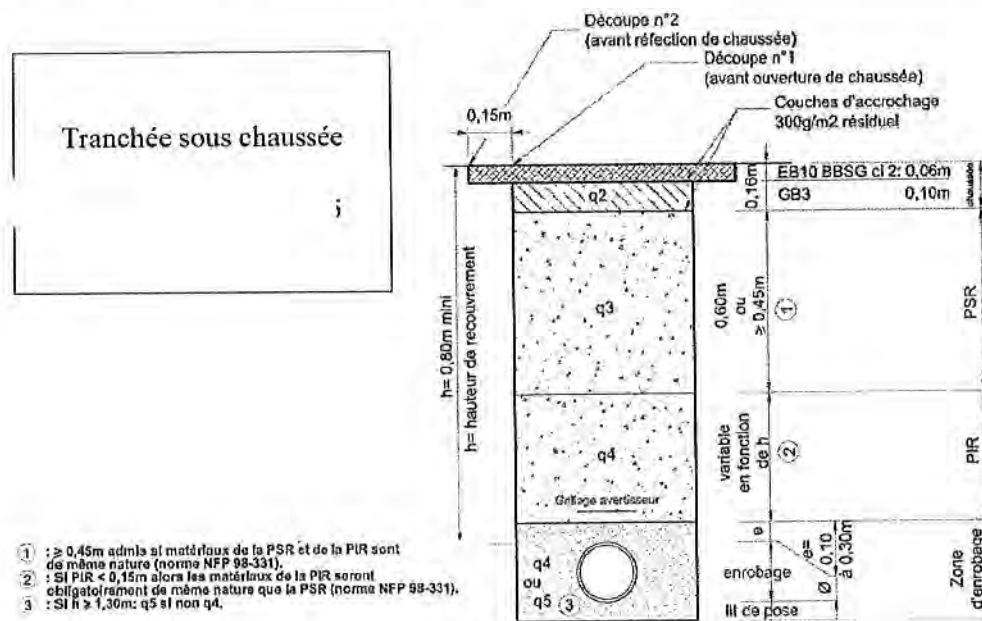 Découpe n°2
(avant réfection de chaussée)
Découpe n°1
(avant ouverture de chaussée)
Couches d'accrochage
300g/m2 résiduel
Tranchée sous chaussée
;
0,15m
0,16m
EB10 BBSG cl 2: 0,06m
GB3 0,10m
chaussée
q2
h= 0,80m mini
h= hauteur de recouvrement
q3
0,60m
ou
≥ 0,45m
1
PSR
q4
variable
en fonction
de h
2
PIR
Grillage avertisseur
q4
ou
q5 3
e
enrobage
lit de pose
e=
0,10
à 0,30m
Ø
Zone
d'enrobage
1 : ≥ 0,45m admis si matériaux de la PSR et de la PIR sont
de même nature (norme NFP 98-331).
2 : Si PIR < 0,15m alors les matériaux de la PIR seront
obligatoirement de même nature que la PSR (norme NFP 98-331).
3 : Si h ≥ 1,30m: q5 si non q4.